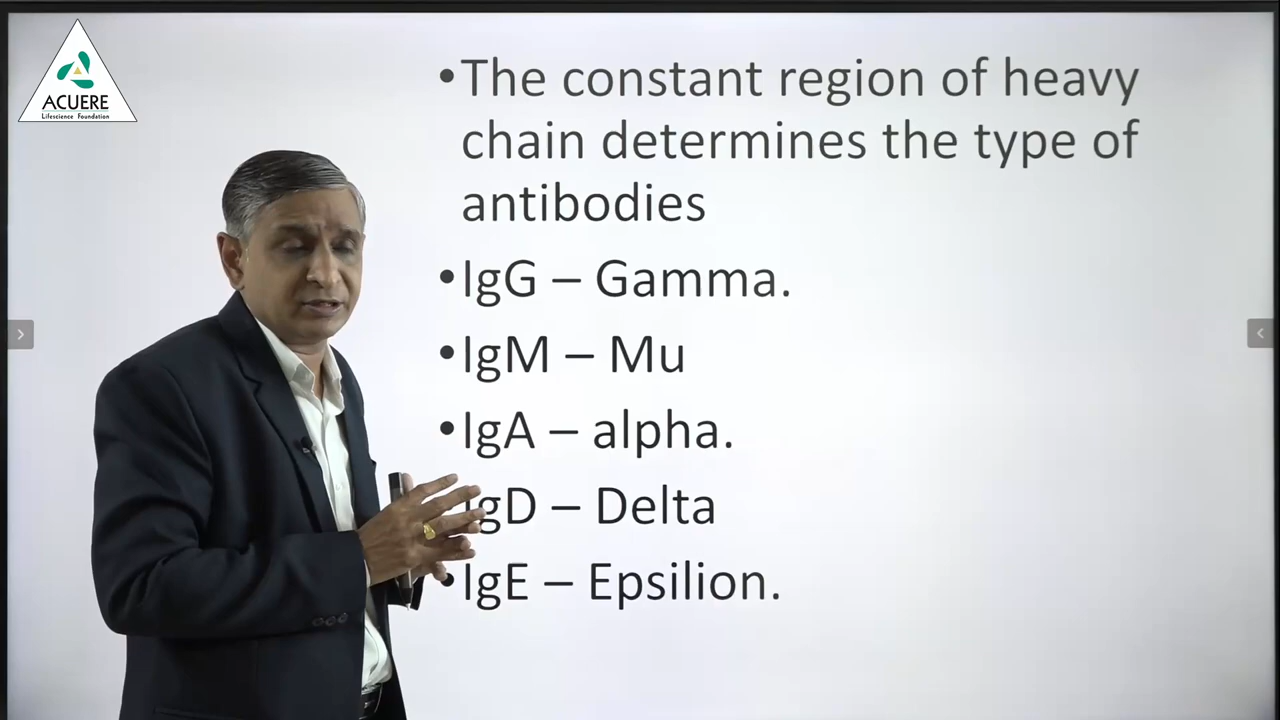 ACUERE
Lifescience Foundation
•The constant region of heavy
chain determines the type of
antibodies
•IgG – Gamma.
•IgM – Mu
•IgA – alpha.
IgD – Delta
•IgE – Epsilion.